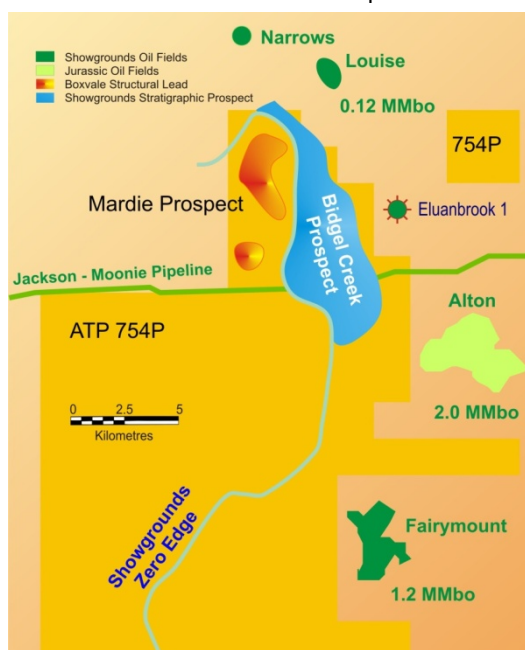 Narrows
Showgrounds Oil Fields
Jurassic Oil Fields
Boxvale Structural Lead
Showgrounds Stratigraphic Prospect
Louise
0.12 MMbo
754P
Mardie Prospect
Bidgel Creek
Prospect
Eluanbrook 1
Jackson - Moonie Pipeline
Alton
ATP 754P
2.0 MMbo
0 2.5 5
Kilometres
Showgrounds
Zero Edge
Fairymount
1.2 MMbo